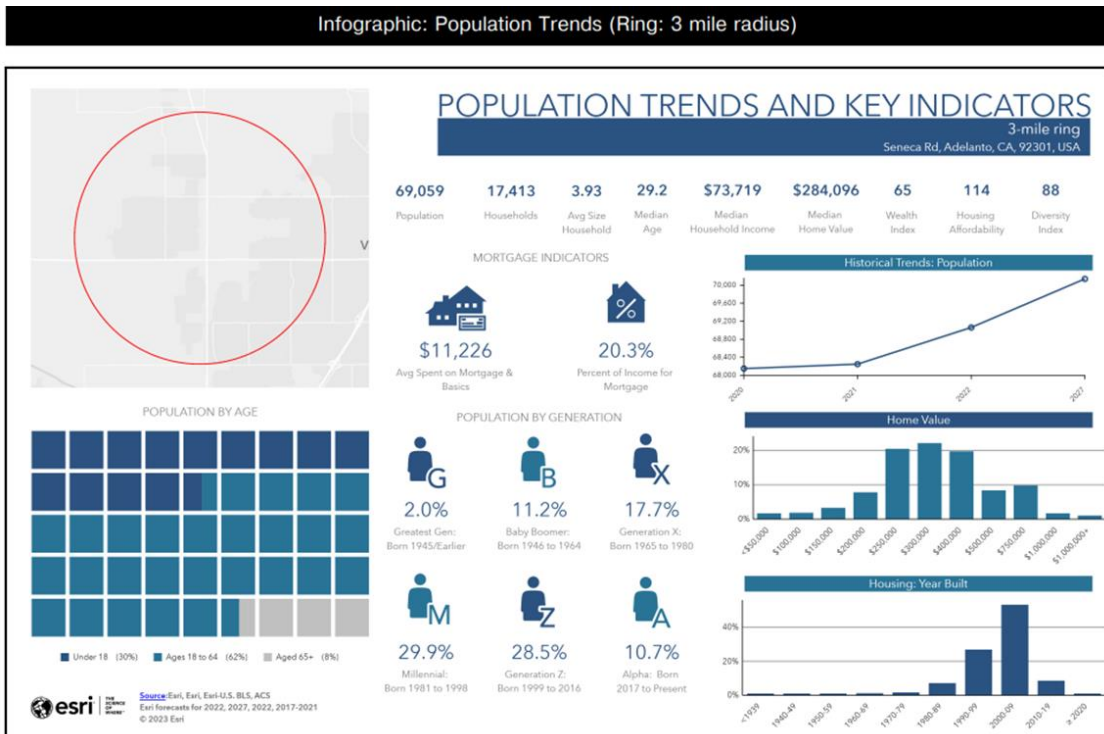 Infographic: Population Trends (Ring: 3 mile radius)
POPULATION TRENDS AND KEY INDICATORS
3-mile ring
Seneca Rd, Adelanto, CA, 92301, USA
V
69,059 17,413 3.93 29.2 $73,719 $284,096 65 114 88
Population Households Avg Size Median Median Median Wealth Housing Diversity
Household Age Household Income Home Value Index Affordability Index
MORTGAGE INDICATORS
%
$11,226 20.3%
Avg Spent on Mortgage & Percent of Income for
Basics Mortgage
Historical Trends: Population
70,000
69,600
69,200
68,800
68,400
68,000
2020 2021 2022 2027
POPULATION BY AGE
Under 18 (30%) Ages 18 to 64 (62%) Aged 65+ (8%)
POPULATION BY GENERATION
G B X
2.0% 11.2% 17.7%
Greatest Gen: Baby Boomer: Generation X:
Born 1945/Earlier Born 1946 to 1964 Born 1965 to 1980
M Z A
29.9% 28.5% 10.7%
Millennial: Generation Z: Alpha: Born
Born 1981 to 1998 Born 1999 to 2016 2017 to Present
Home Value
20%
10%
0%
<$50,000 $100,000 $150,000 $200,000 $250,000 $300,000 $400,000 $500,000 $750,000 $1,000,000 $1,000,000+
Housing: Year Built
40%
20%
0%
<1939 1940-49 1950-59 1960-69 1970-79 1980-89 1990-99 2000-09 2010-19 ≥ 2020
esri
THE
SCIENCE
OF
WHERE™
Source: Esri, Esri, Esri-U.S. BLS, ACS
Esri forecasts for 2022, 2027, 2022, 2017-2021
© 2023 Esri